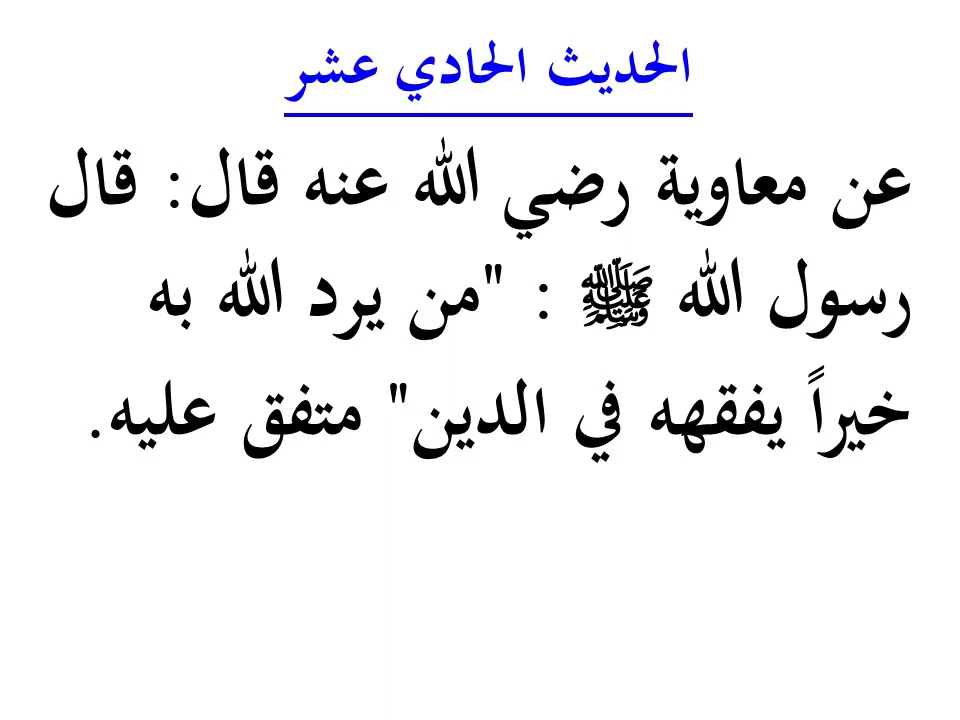 الحديث الحادي عشر
عن معاوية رضي الله عنه قال: قال
رسول الله ﷺ : "من يرد الله به
خيراً يفقهه في الدين" متفق عليه.